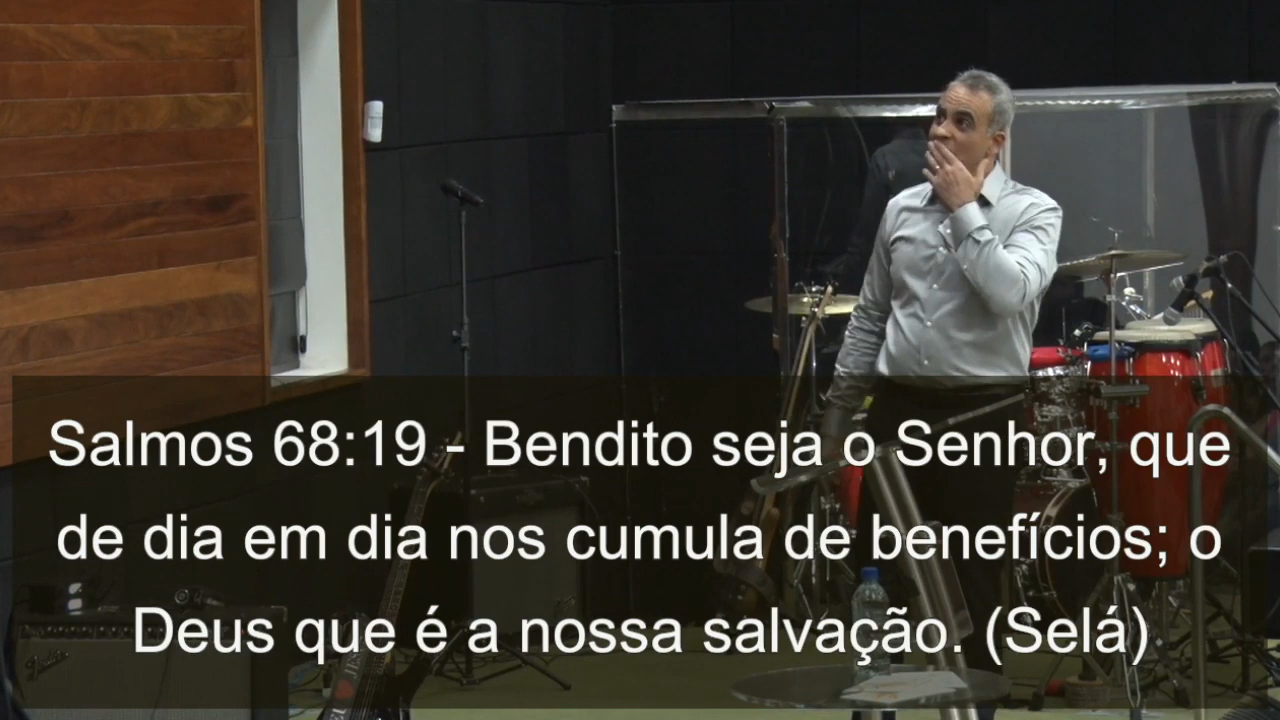 Salmos 68:19 - Bendito seja o Senhor, que
de dia em dia nos cumula de benefícios; o
Deus que é a nossa salvação. (Selá)
Fender